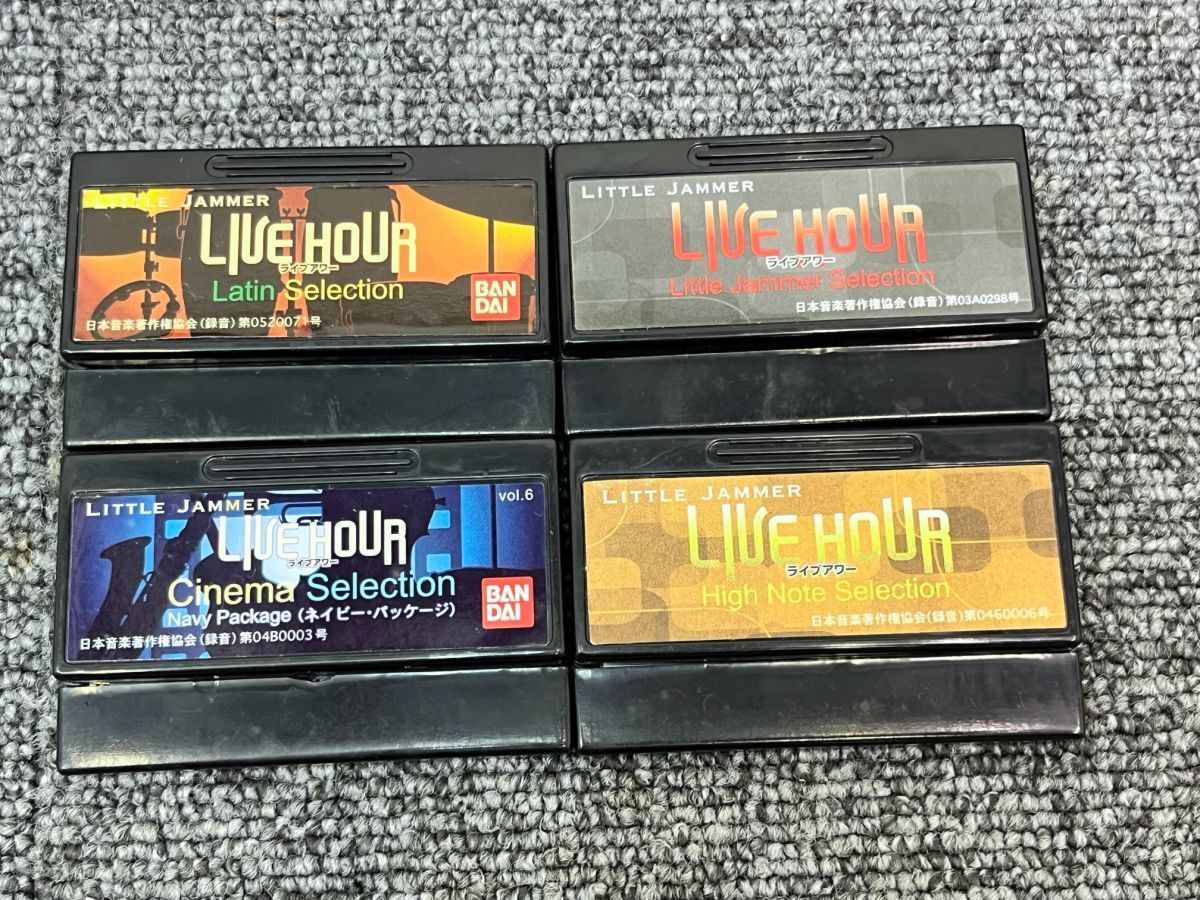 LITTLE JAMMER
LIVE HOUR
ライブアワー
Latin Selection
BAN
DAI
日本音楽著作権協会(録音)第0520071号
LITTLE JAMMER
LIVE HOUR
ライブアワー
Little Jammer Selection
日本音楽著作権協会(録音)第03A0298号
LITTLE JAMMER
vol.6
LIVE HOUR
ライブアワー
Cinema Selection
Navy Package (ネイビー・パッケージ)
BAN
DAI
日本音楽著作権協会(録音)第04B0003号
LITTLE JAMMER
LIVE HOUR
ライブアワー
High Note Selection
日本音楽著作権協会(録音)第0460006号